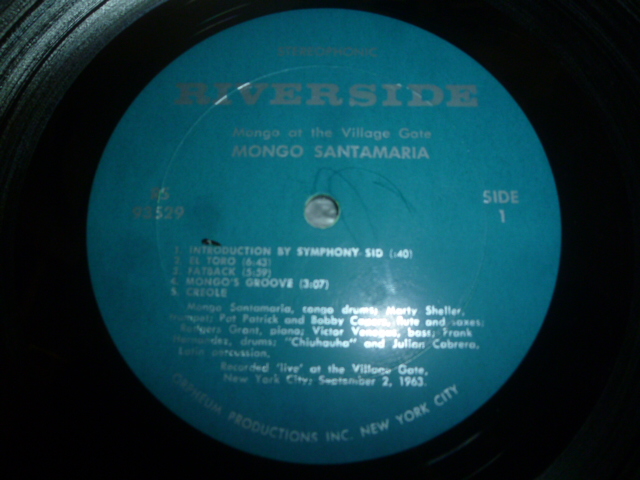 STEREOPHONIC
RIVERSIDE
Mongo at the Village Gate
MONGO SANTAMARIA
XS
93529
SIDE
1
1. INTRODUCTION BY SYMPHONY SID (:40)
2. EL TORO (6:43)
3. FATBACK (5:59)
4. MONGO'S GROOVE (3:07)
5. CREOLE
Mongo Santamaria, conga drums; Marty Sheller,
trumpet; Pat Patrick and Bobby Capers, flute and saxes;
Rodgers Grant, piano; Victor Venegas, bass; Frank
Hernandez, drums; "Chiuhauha" and Julian Cabrera,
Latin percussion.
Recorded 'live' at the Village Gate,
New York City; September 2, 1963.
ORPHEUM PRODUCTIONS INC. NEW YORK CITY